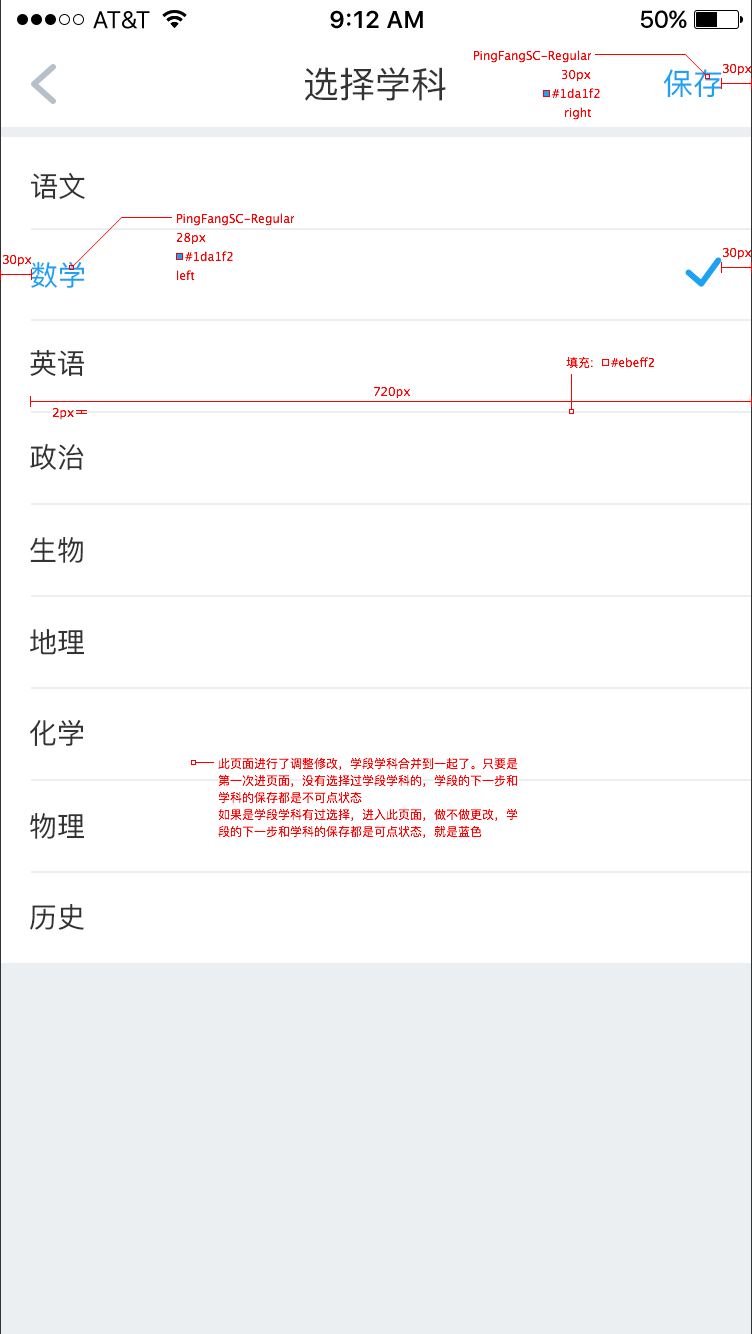 AT&T 9:12 AM 50%
选择学科
保存
PingFangSC-Regular
30px
#1da1f2
right
30px
语文
PingFangSC-Regular
28px
#1da1f2
left
30px
数学
30px
英语
填充: #ebeff2
720px
2px
政治
生物
地理
化学
此页面进行了调整修改，学段学科合并到一起了。只要是
第一次进页面，没有选择过学段学科的，学段的下一步和
学科的保存都是不可点状态
如果是学段学科有过选择，进入此页面，做不做更改，学
段的下一步和学科的保存都是可点状态，就是蓝色
物理
历史